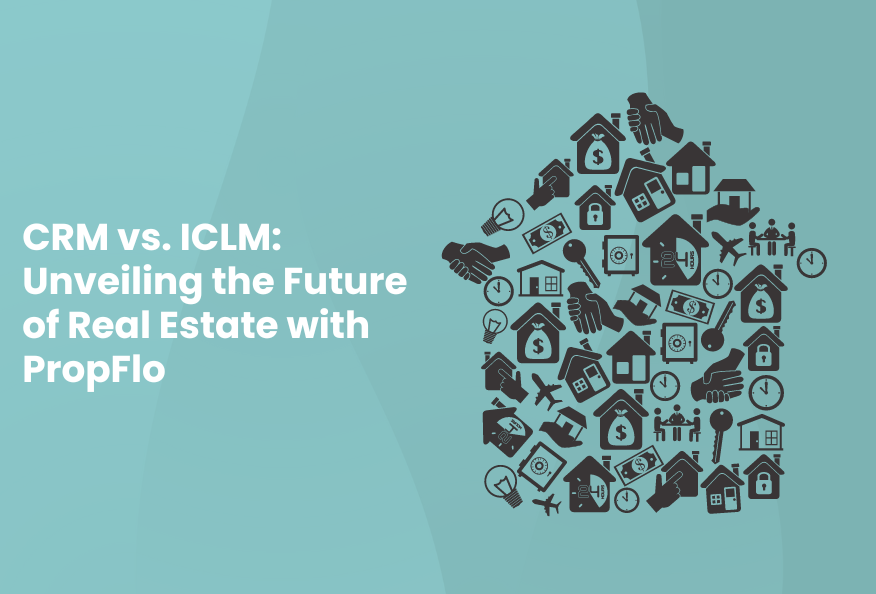 CRM vs. ICLM:
Unveiling the Future
of Real Estate with
PropFlo